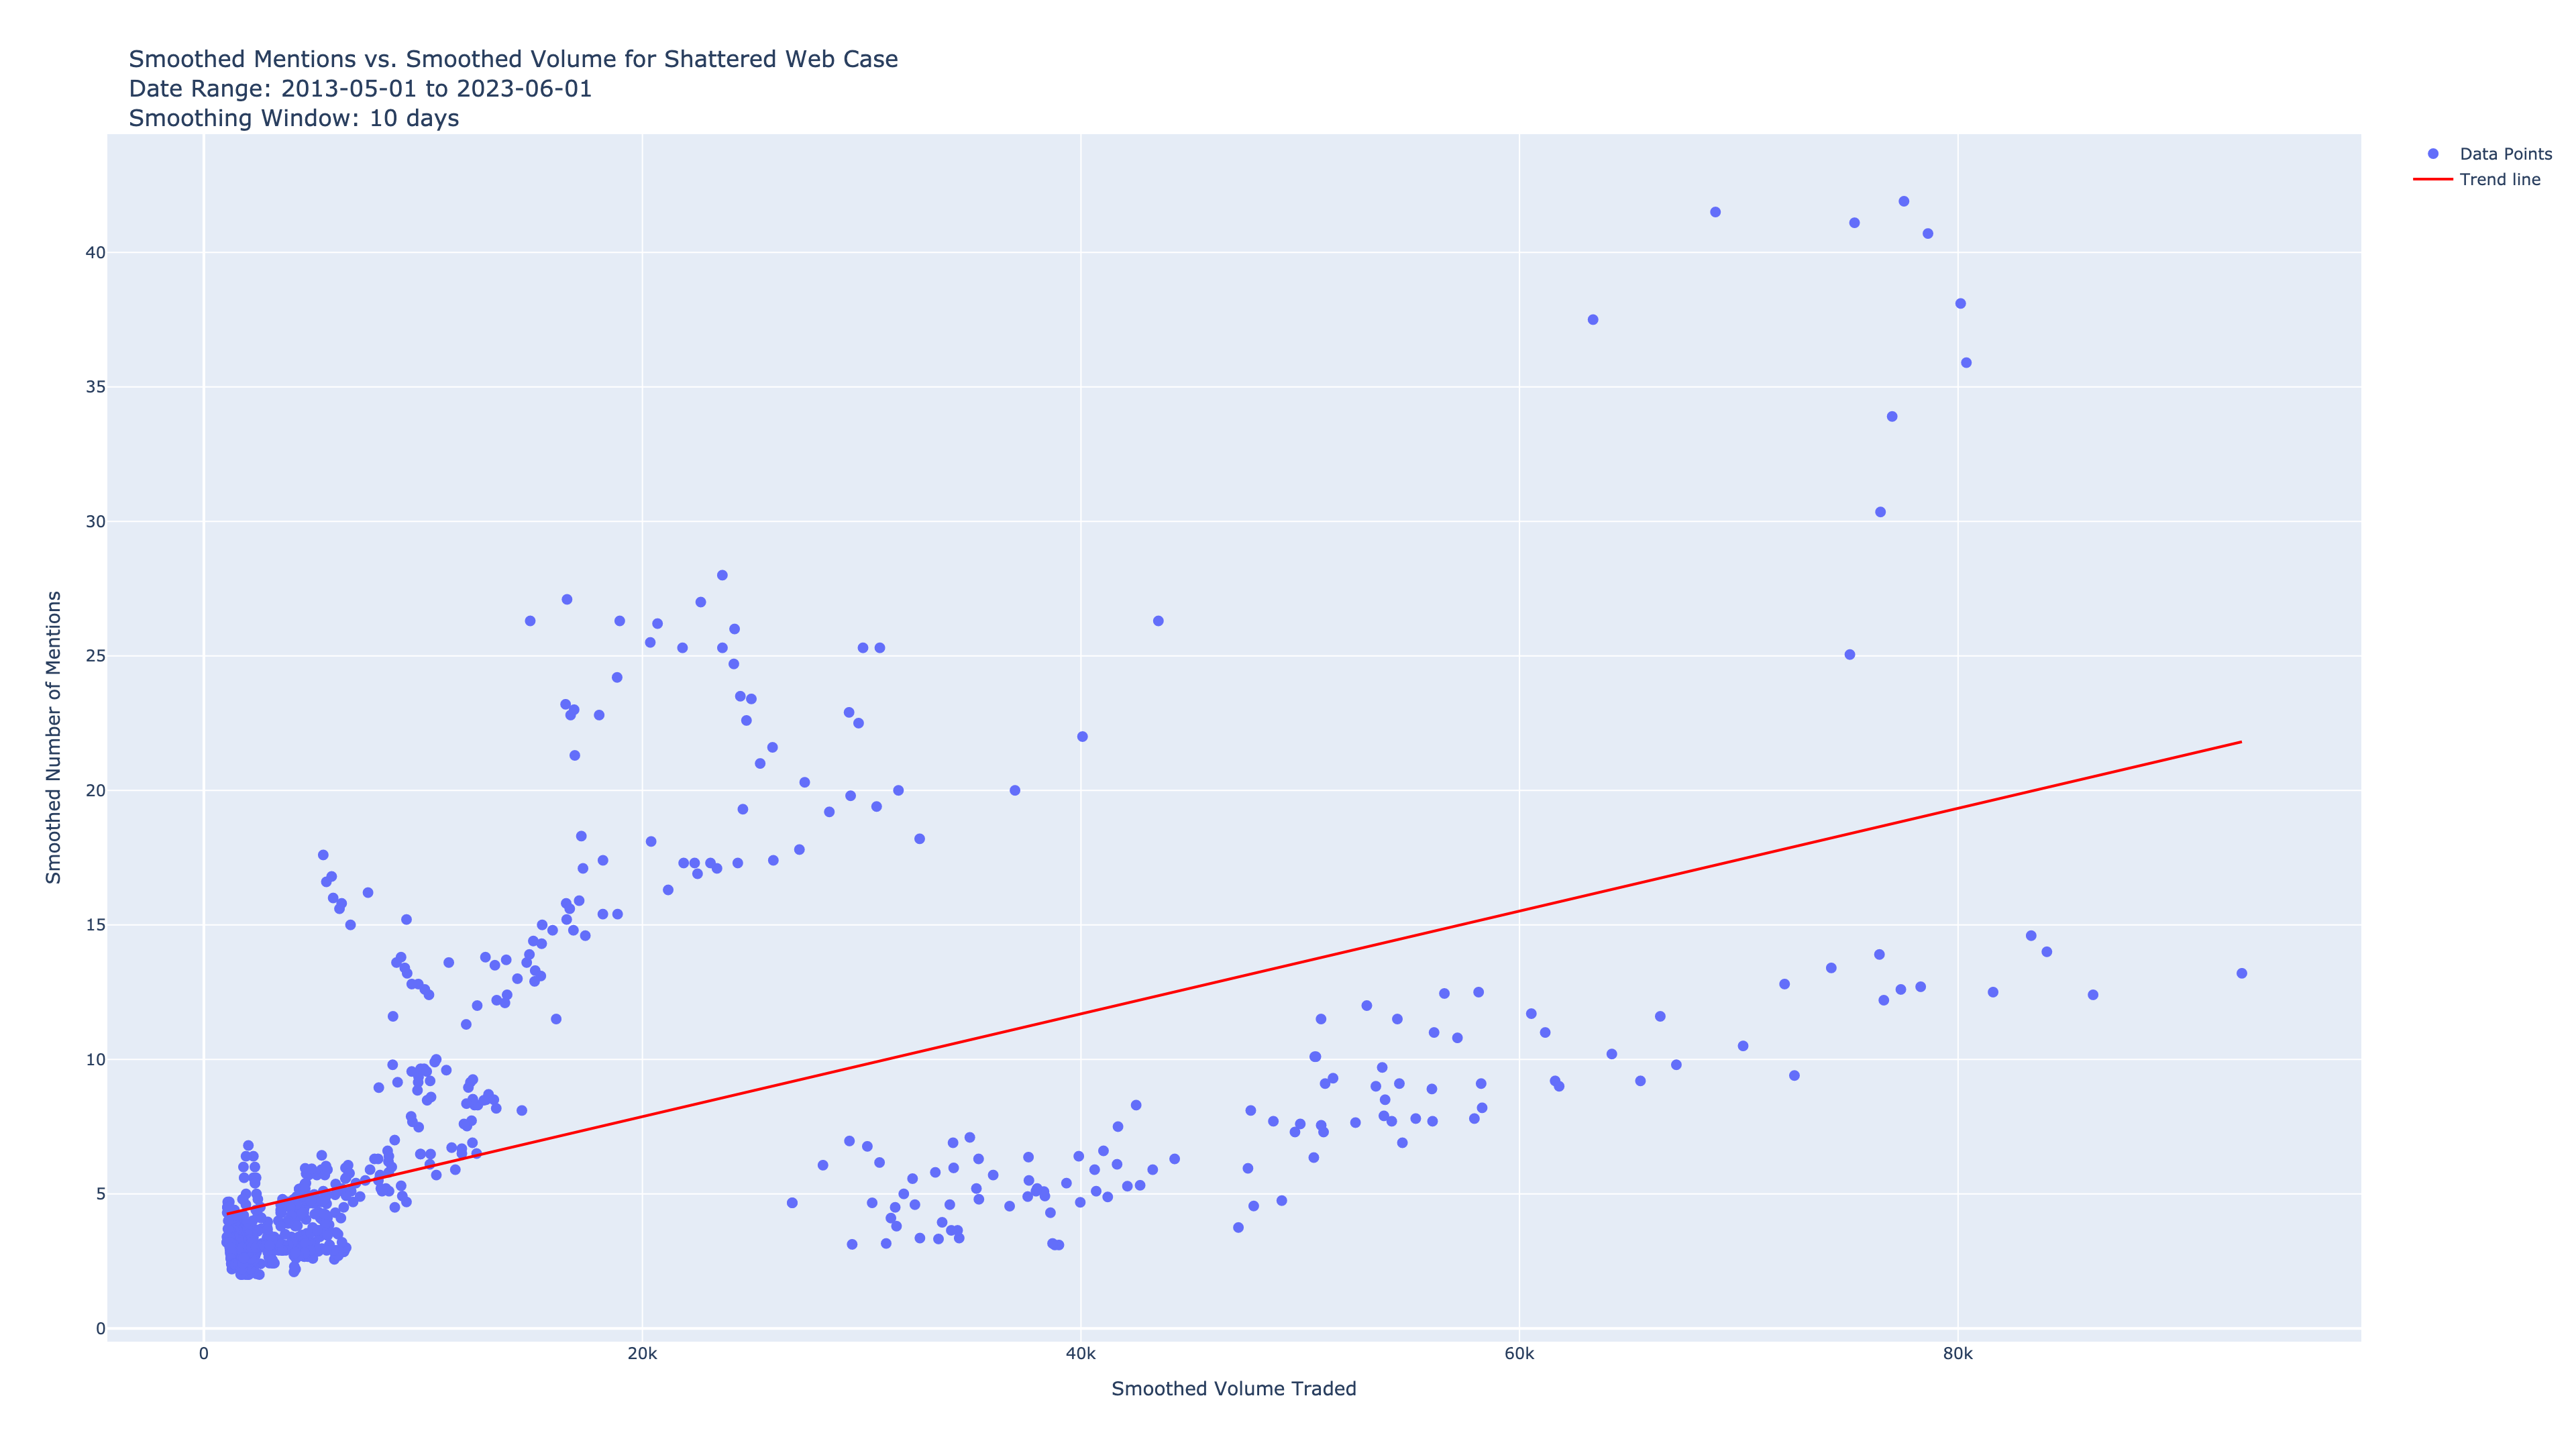 Smoothed Mentions vs. Smoothed Volume for Shattered Web Case
Date Range: 2013-05-01 to 2023-06-01
Smoothing Window: 10 days
Data Points
Trend line
40
35
30
25
20
15
10
5
0
Smoothed Number of Mentions
0
20k
40k
60k
80k
Smoothed Volume Traded